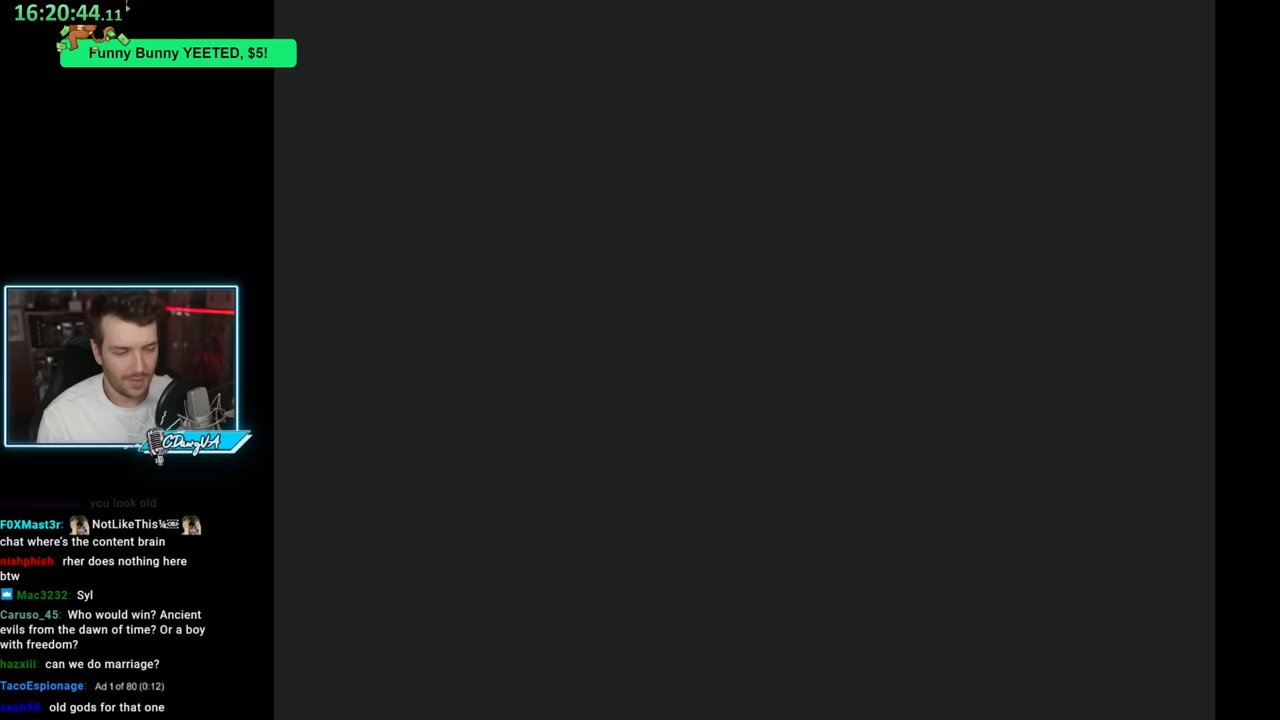 16:20:44.11
Funny Bunny YEETED, $5!
CDawgVA
you look old
F0XMast3r: NotLikeThis
chat where's the content brain
nishphish rher does nothing here
btw
Mac3232: Syl
Caruso_45: Who would win? Ancient
evils from the dawn of time? Or a boy
with freedom?
hazxiii: can we do marriage?
TacoEspionage: Ad 1 of 80 (0:12)
old gods for that one